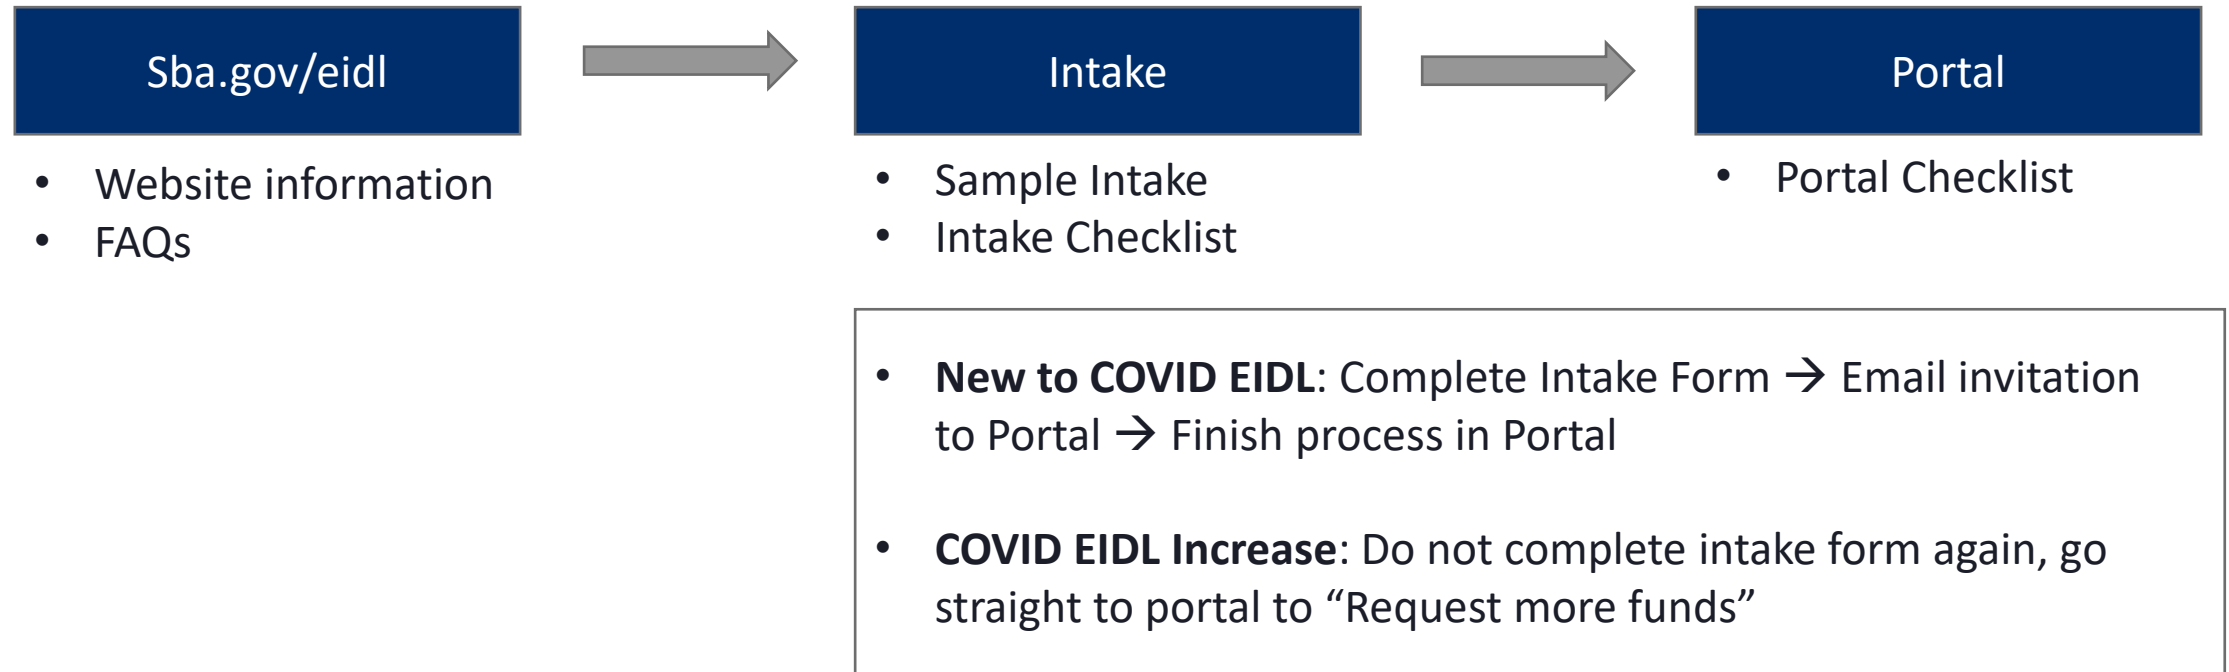 Sba.gov/eidl
Intake
Portal
• Website information
• FAQs
• Sample Intake
• Intake Checklist
• Portal Checklist
• New to COVID EIDL: Complete Intake Form → Email invitation
to Portal → Finish process in Portal
• COVID EIDL Increase: Do not complete intake form again, go
straight to portal to “Request more funds”